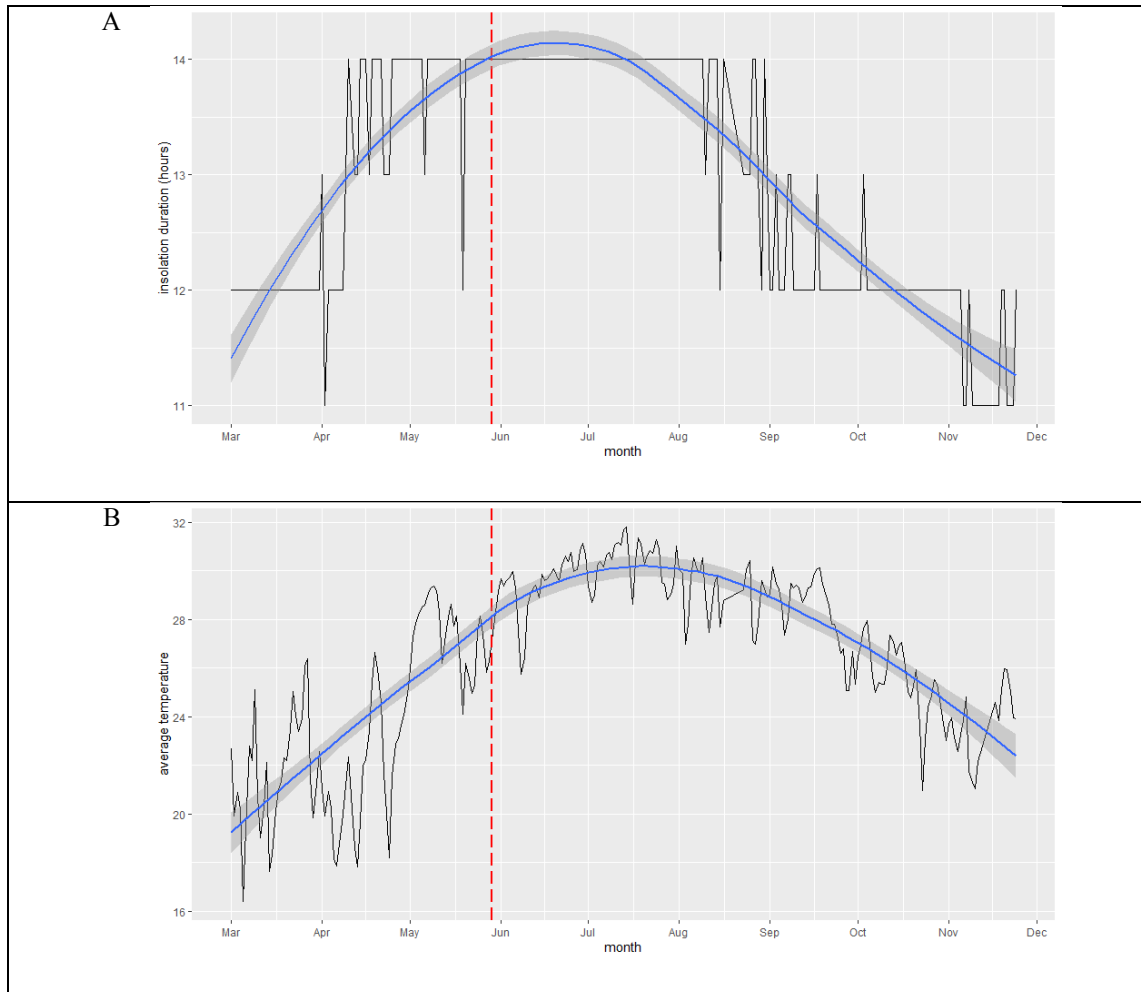 A
14
13
12
11
insolation duration (hours)
Mar Apr May Jun Jul Aug Sep Oct Nov Dec
month
B
32
28
24
20
16
average temperature
Mar Apr May Jun Jul Aug Sep Oct Nov Dec
month